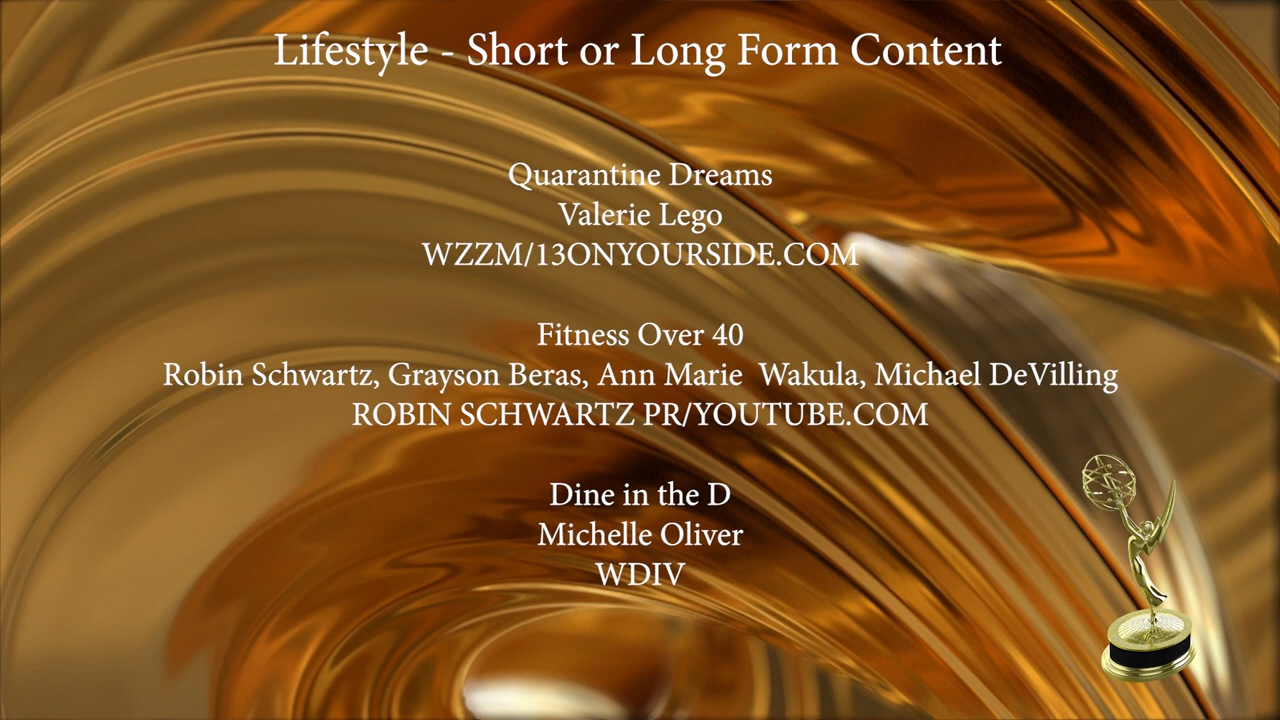 Lifestyle - Short or Long Form Content
Quarantine Dreams
Valerie Lego
WZZM/13ONYOURSIDE.COM
Fitness Over 40
Robin Schwartz, Grayson Beras, Ann Marie  Wakula, Michael DeVilling
ROBIN SCHWARTZ PR/YOUTUBE.COM
Dine in the D
Michelle Oliver
WDIV